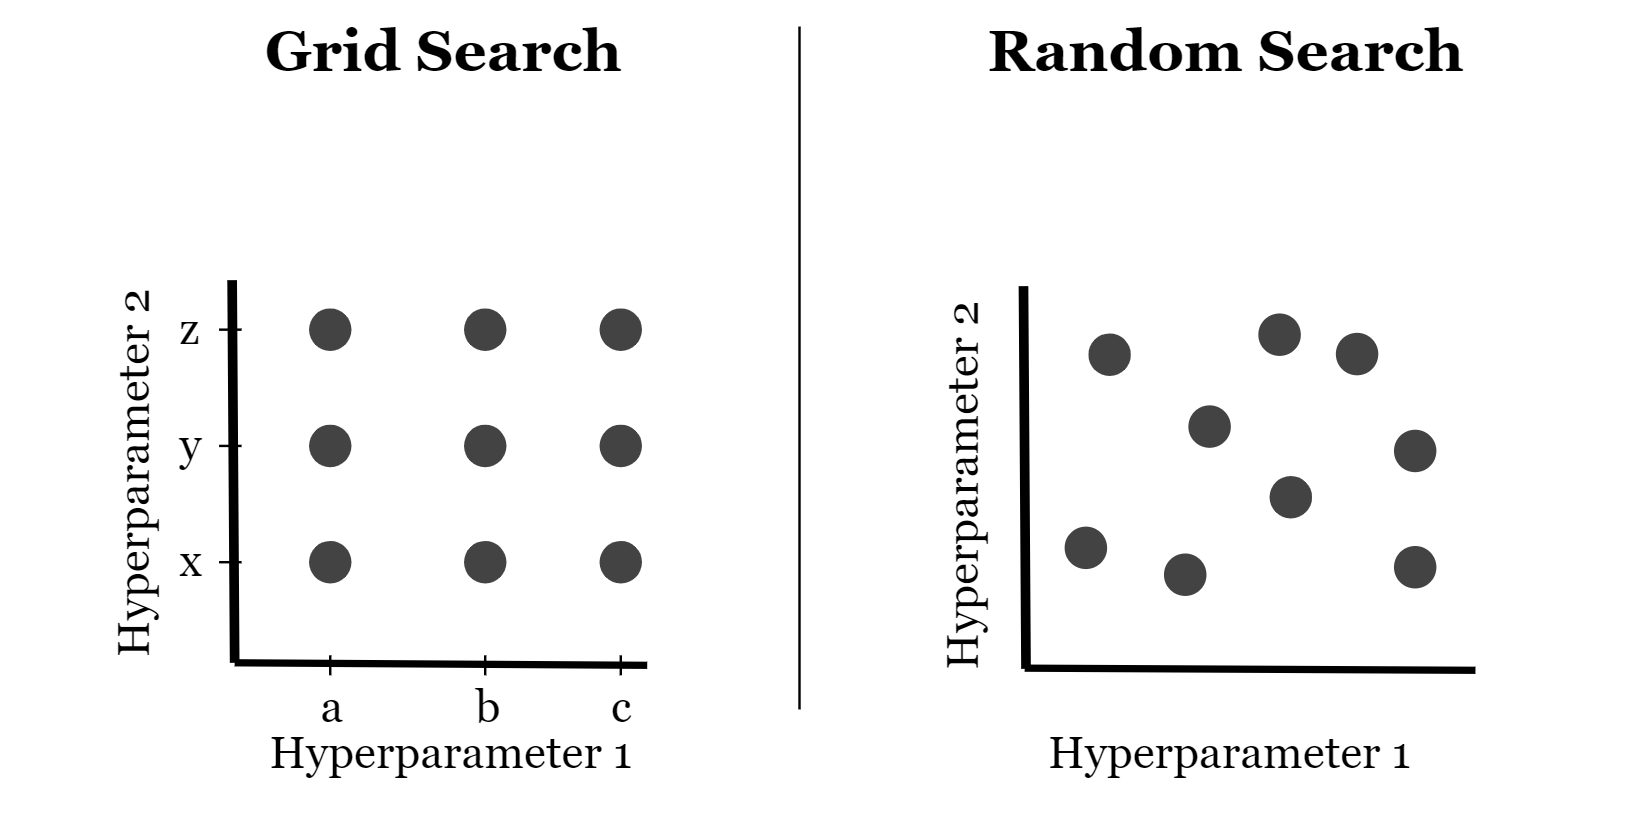 Grid Search
Hyperparameter 2
z
y
x
a b c
Hyperparameter 1
Random Search
Hyperparameter 2
Hyperparameter 1